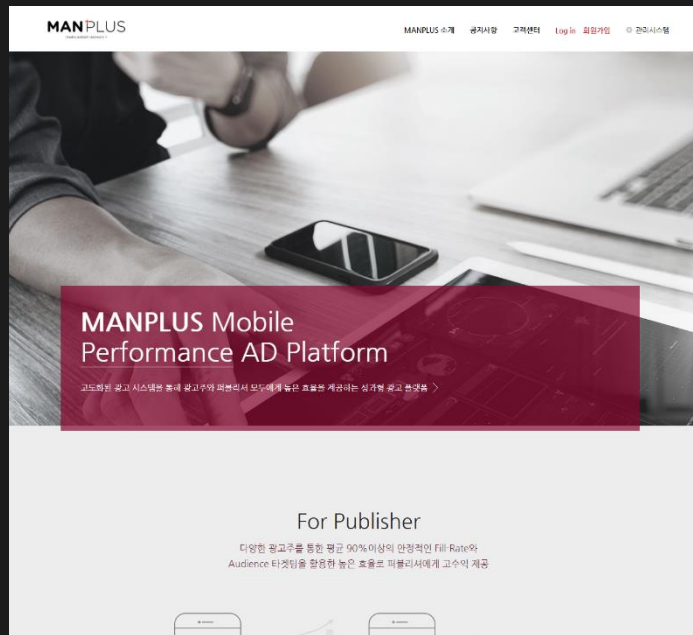 MANPLUS
MANPLUS 소개 공지사항 고객센터 Log in 회원가입 관리시스템
MANPLUS Mobile
Performance AD Platform
고도화된 광고 시스템을 통해 광고주와 퍼블리셔 모두에게 높은 효율을 제공하는 성과형 광고 플랫폼 〉
For Publisher
다양한 광고주를 통한 평균 90%이상의 안정적인 Fill-Rate와
Audience 타겟팅을 활용한 높은 효율로 퍼블리셔에게 고수익 제공